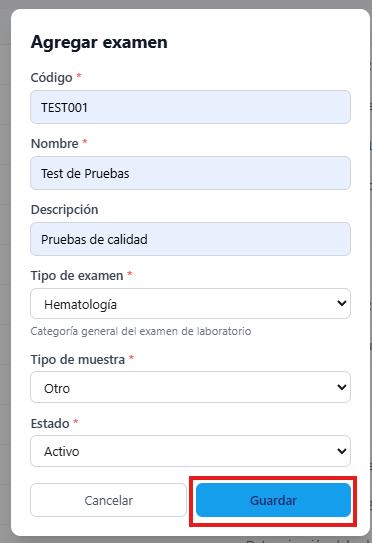 Agregar examen
Código *
TEST001
Nombre *
Test de Pruebas
Descripción
Pruebas de calidad
Tipo de examen *
Hematología
Categoría general del examen de laboratorio
Tipo de muestra *
Otro
Estado *
Activo
Cancelar
Guardar